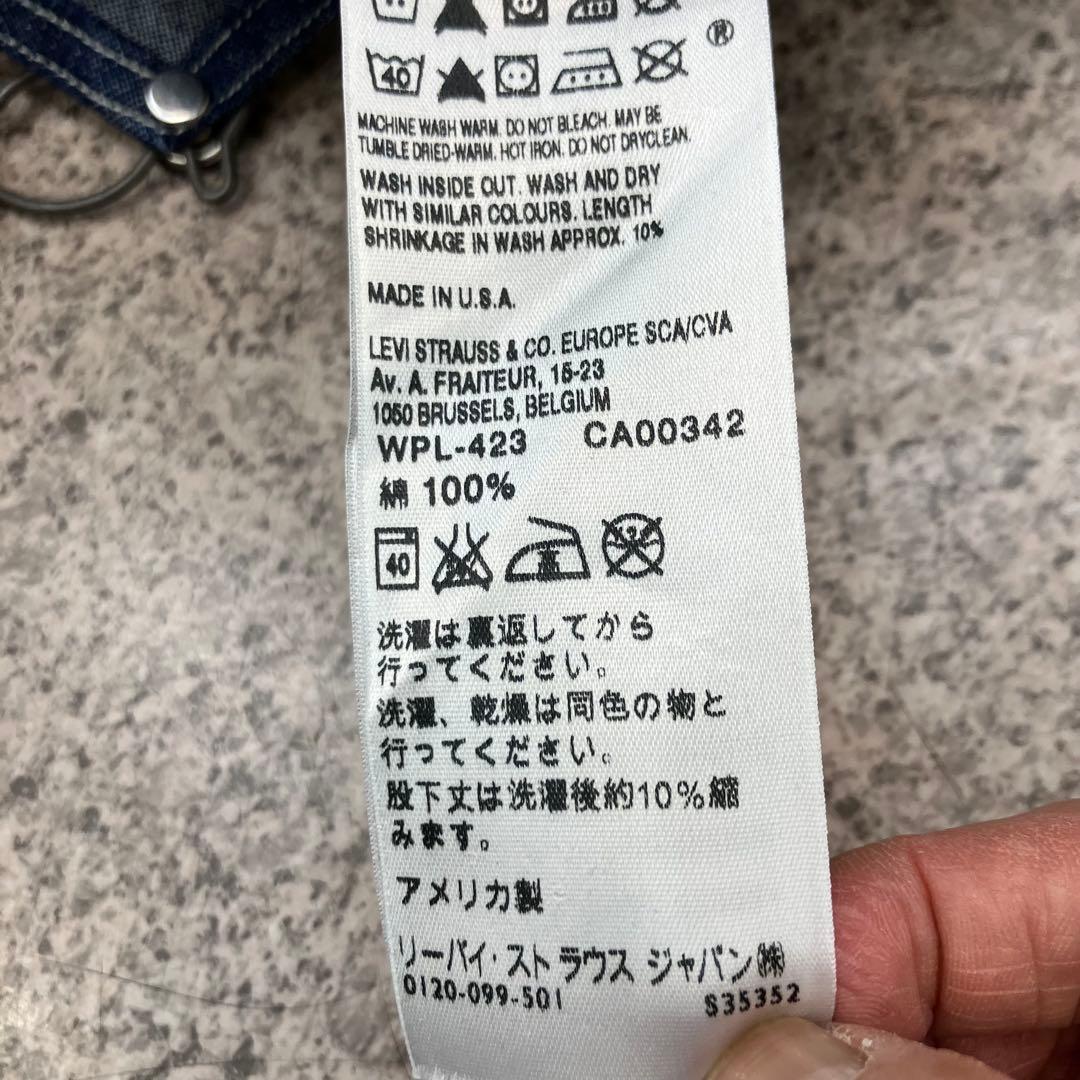 ®
40
MACHINE WASH WARM. DO NOT BLEACH. MAY BE
TUMBLE DRIED-WARM. HOT IRON. DO NOT DRYCLEAN.
WASH INSIDE OUT. WASH AND DRY
WITH SIMILAR COLOURS. LENGTH
SHRINKAGE IN WASH APPROX. 10%
MADE IN U.S.A.
LEVI STRAUSS & CO. EUROPE SCA/CVA
Av. A. FRAITEUR, 15-23
1050 BRUSSELS, BELGIUM
WPL-423 CA00342
綿 100%
40
洗濯は裏返してから
行ってください。
洗濯、乾燥は同色の物と
行ってください。
股下丈は洗濯後約10%縮
みます。
アメリカ製
リーバイ・ストラウス ジャパン㈱
0120-099-501 S35352